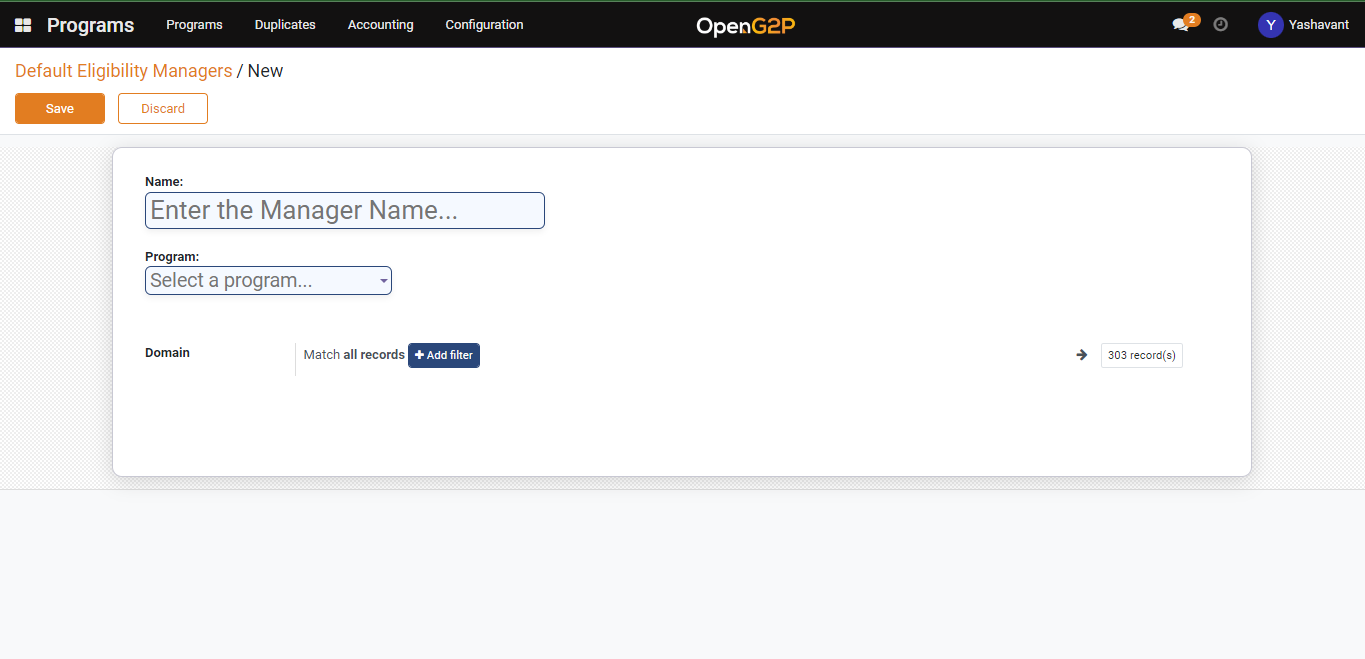 Programs Programs Duplicates Accounting Configuration OpenG2P 2 Y Yashavant
Default Eligibility Managers / New
Save Discard
Name:
Enter the Manager Name...
Program:
Select a program...
Domain Match all records + Add filter 303 record(s)